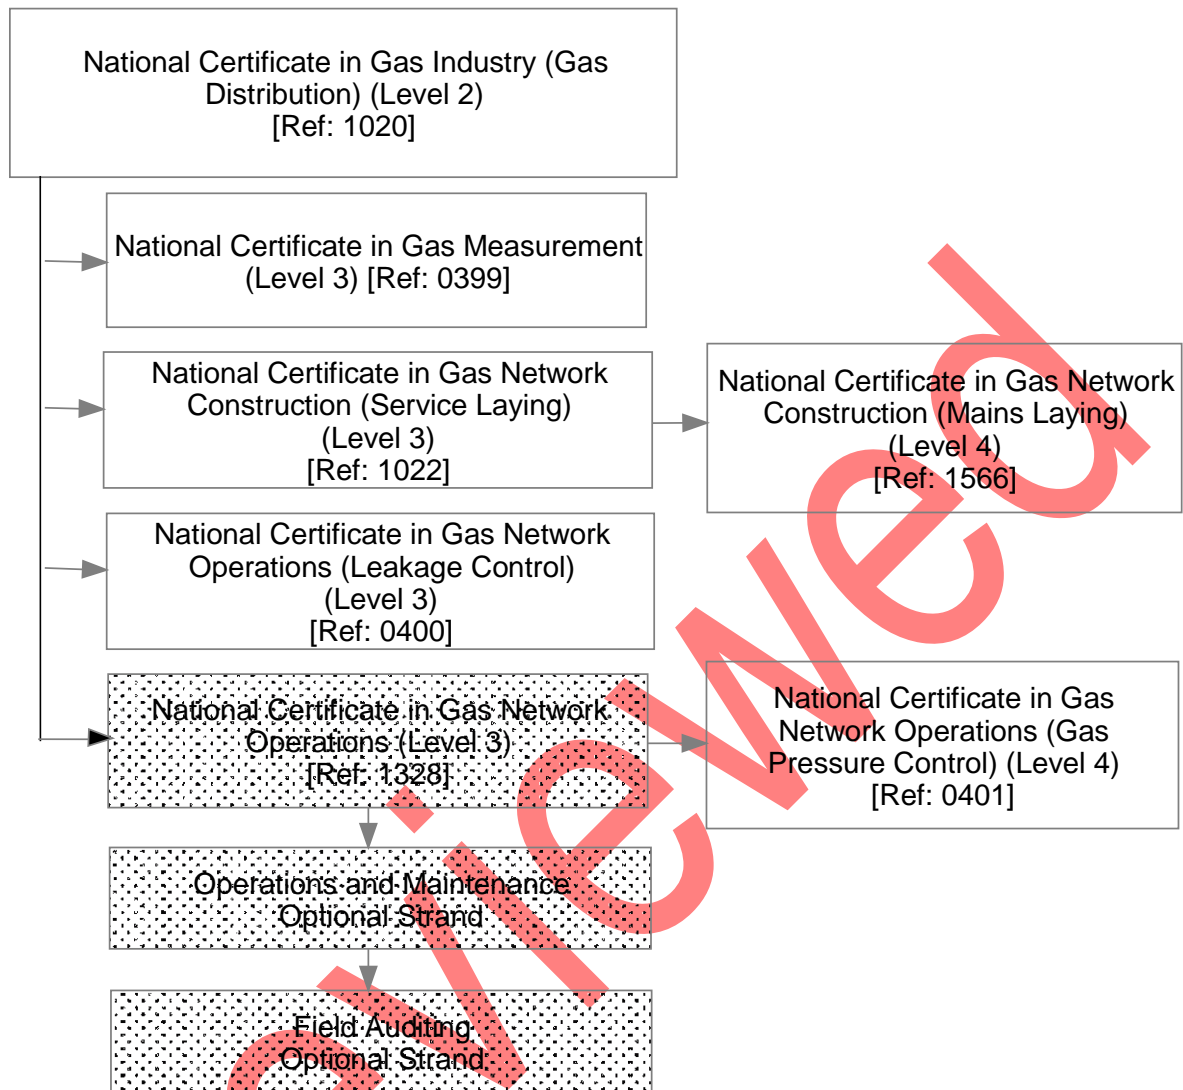 National Certificate in Gas Industry (Gas
Distribution) (Level 2)
[Ref: 1020]
National Certificate in Gas Measurement
(Level 3) [Ref: 0399]
National Certificate in Gas Network
Construction (Service Laying)
(Level 3)
[Ref: 1022]
National Certificate in Gas Network
Construction (Mains Laying)
(Level 4)
[Ref: 1566]
National Certificate in Gas Network
Operations (Leakage Control)
(Level 3)
[Ref: 0400]
National Certificate in Gas Network
Operations (Level 3)
[Ref: 1328]
National Certificate in Gas
Network Operations (Gas
Pressure Control) (Level 4)
[Ref: 0401]
Operations and Maintenance
Optional Strand
Field Auditing
Optional Strand
eviewed